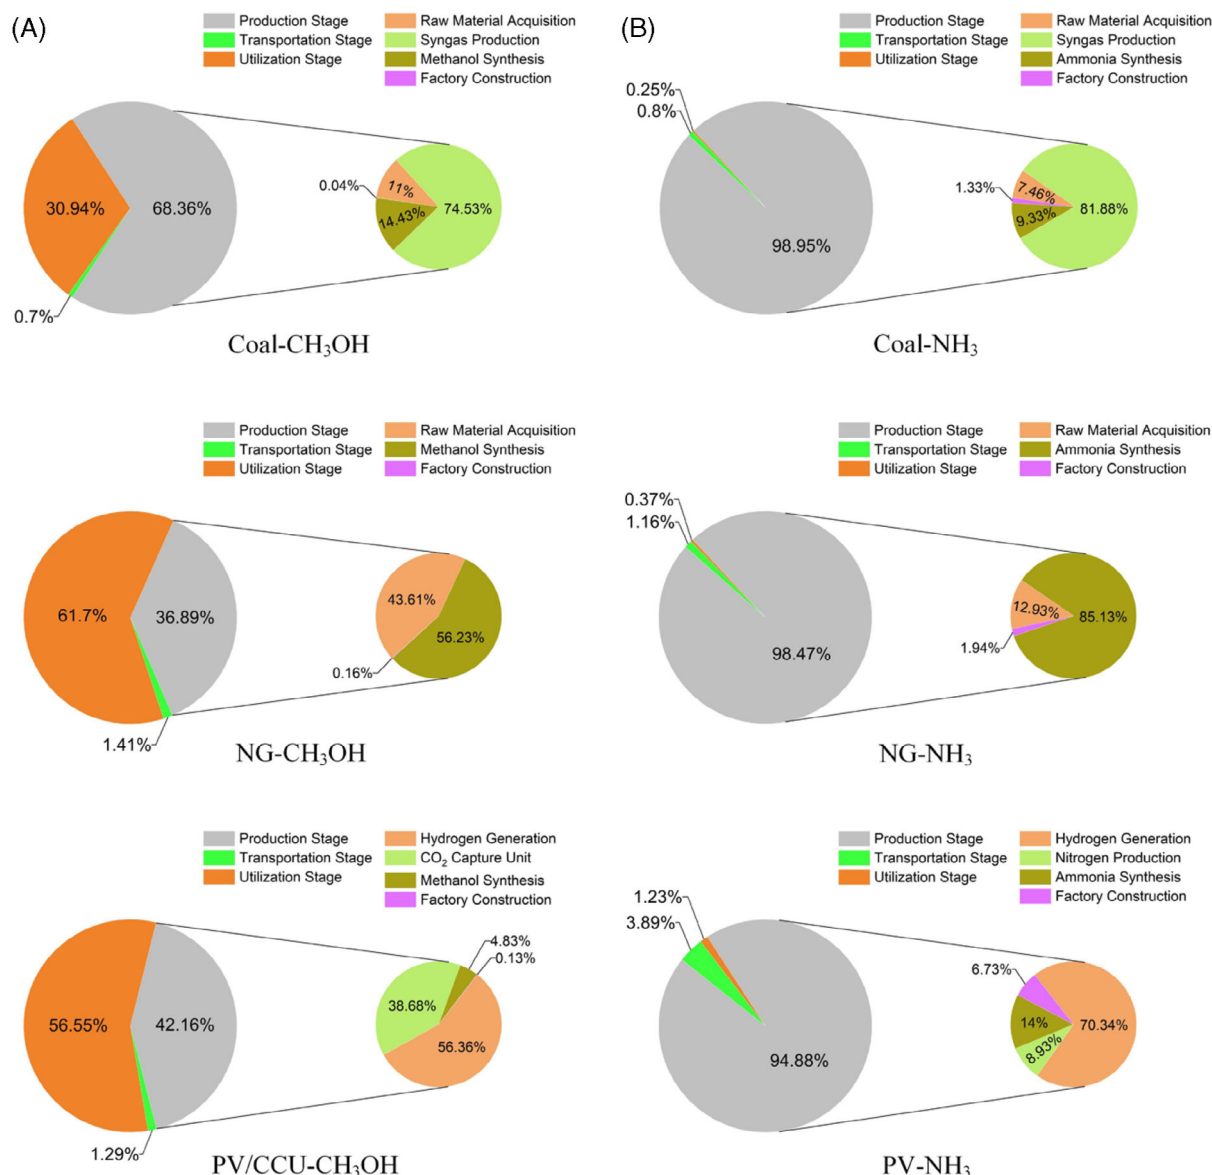 (A)
Production Stage
Transportation Stage
Utilization Stage
Raw Material Acquisition
Syngas Production
Methanol Synthesis
Factory Construction
30.94%
68.36%
0.7%
0.04%
11%
14.43%
74.53%
Coal-CH₃OH
(B)
Production Stage
Transportation Stage
Utilization Stage
Raw Material Acquisition
Syngas Production
Ammonia Synthesis
Factory Construction
0.25%
0.8%
98.95%
1.33%
7.46%
9.33%
81.88%
Coal-NH₃
Production Stage
Transportation Stage
Utilization Stage
Raw Material Acquisition
Methanol Synthesis
Factory Construction
61.7%
36.89%
1.41%
43.61%
56.23%
0.16%
NG-CH₃OH
Production Stage
Transportation Stage
Utilization Stage
Raw Material Acquisition
Ammonia Synthesis
Factory Construction
0.37%
1.16%
98.47%
12.93%
85.13%
1.94%
NG-NH₃
Production Stage
Transportation Stage
Utilization Stage
Hydrogen Generation
CO₂ Capture Unit
Methanol Synthesis
Factory Construction
56.55%
42.16%
1.29%
4.83%
0.13%
38.68%
56.36%
PV/CCU-CH₃OH
Production Stage
Transportation Stage
Utilization Stage
Hydrogen Generation
Nitrogen Production
Ammonia Synthesis
Factory Construction
1.23%
3.89%
94.88%
6.73%
14%
8.93%
70.34%
PV-NH₃